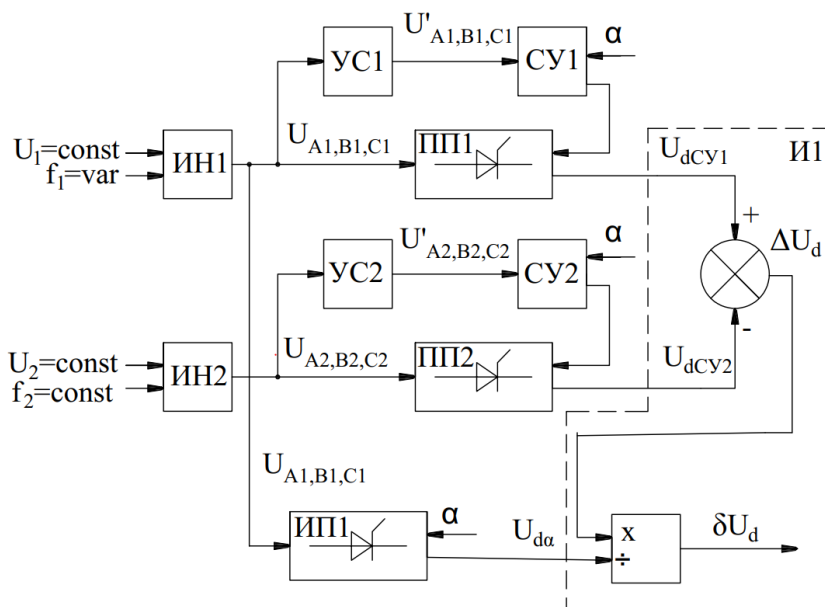 U'A1,B1,C1
α
УС1
СУ1
U1=const
f1=var
ИН1
UA1,B1,C1
ПП1
UdСУ1
И1
+
ΔUd
U'A2,B2,C2
α
УС2
СУ2
U2=const
f2=const
ИН2
UA2,B2,C2
ПП2
-
UdСУ2
UA1,B1,C1
ИП1
α
Udα
x
÷
δUd